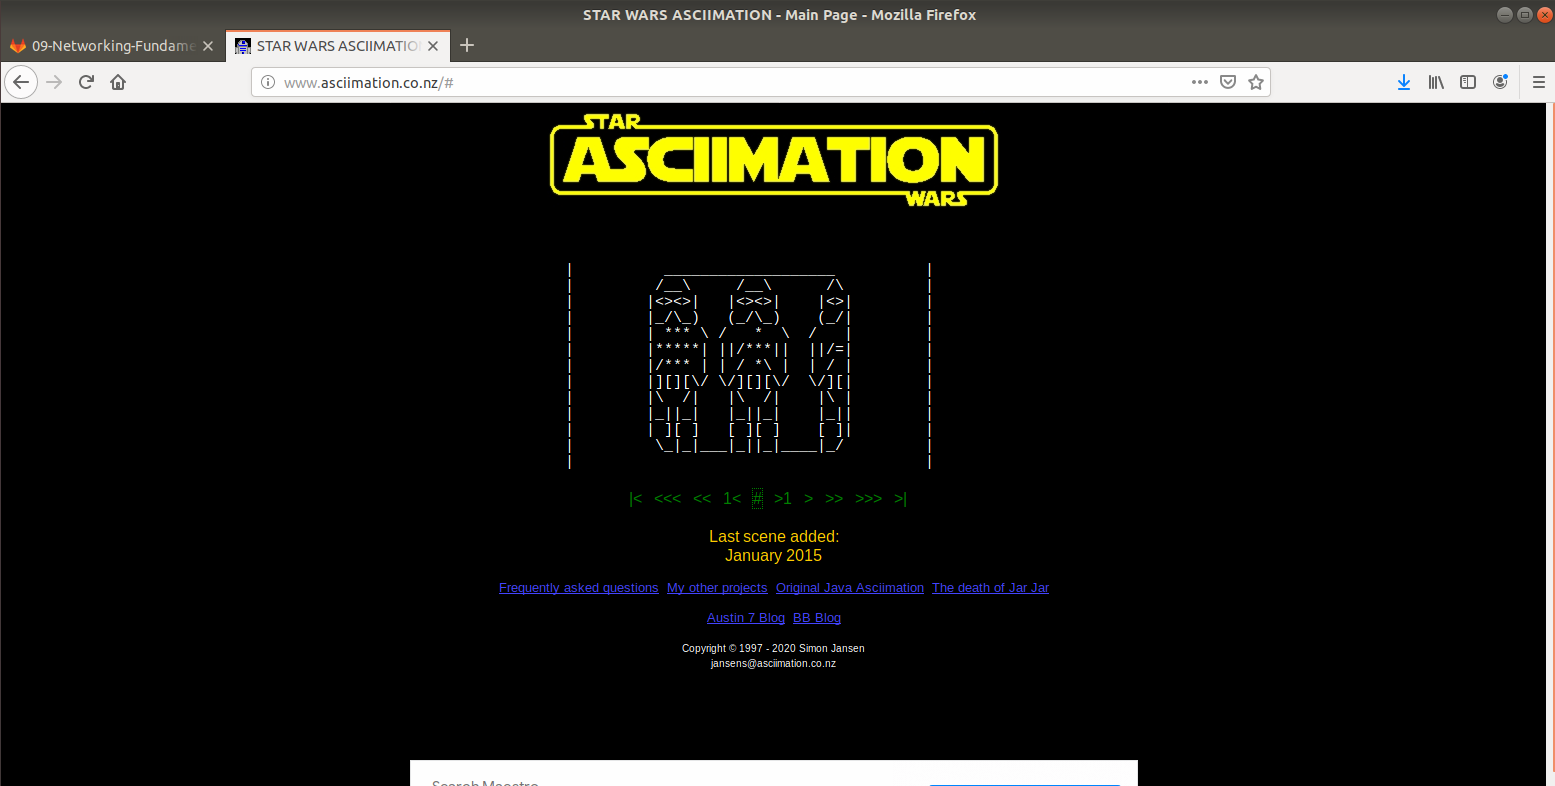 STAR WARS ASCIIMATION - Main Page - Mozilla Firefox
09-Networking-Fundame
STAR WARS ASCIIMATIO
www.asciimation.co.nz/#
STAR
ASCIIMATION
WARS
|          ___________________          |
|         /__\     /__\      /\         |
|        |<><>|   |<><>|    |<>|        |
|        |_/\_)   (_/\_)    (_/|        |
|        | *** \ /   *  \  /   |        |
|        |*****| ||/***||  ||/=|        |
|        |/*** | | / *\ |  | / |        |
|        |][][\/ \/][][\/  \/][|        |
|        |\  /|   |\  /|    |\ |        |
|        |_||_|   |_||_|    |_||        |
|        | ][ ]   [ ][ ]    [ ]|        |
|         \_|_|___|_||_|____|_/         |
|                                       |
|< <<< << 1< # >1 > >> >>> >|
Last scene added:
January 2015
Frequently asked questions My other projects Original Java Asciimation The death of Jar Jar
Austin 7 Blog BB Blog
Copyright © 1997 - 2020 Simon Jansen
jansens@asciimation.co.nz
Search Maestro